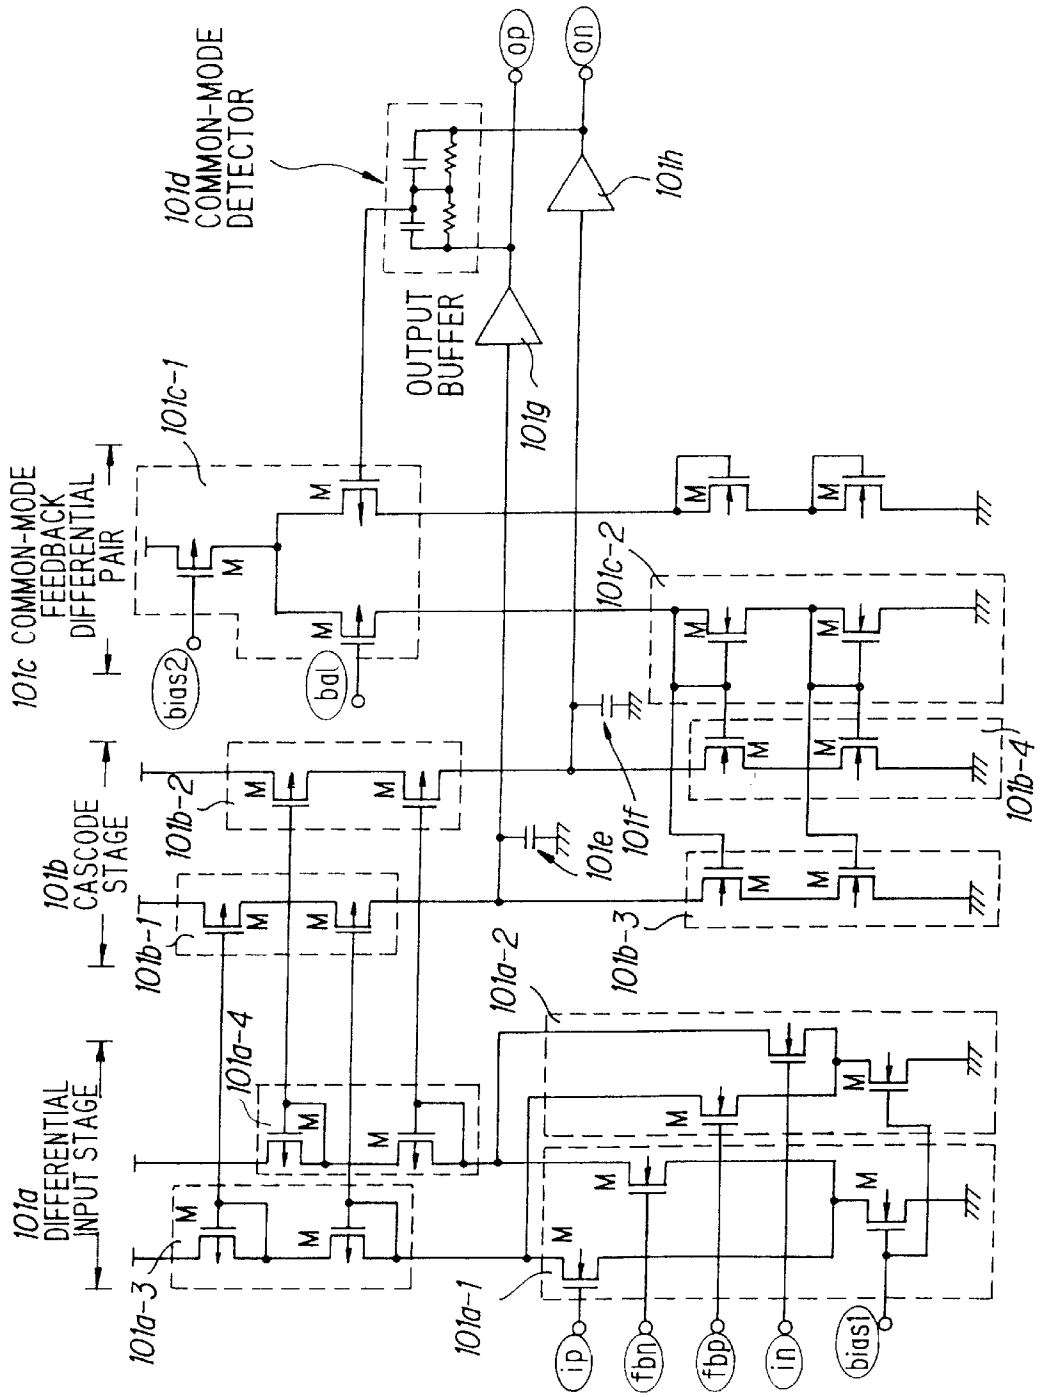 101a
DIFFERENTIAL
INPUT STAGE
101b
CASCODE
STAGE
101c COMMON-MODE
FEEDBACK
DIFFERENTIAL
PAIR
101d
COMMON-MODE
DETECTOR
101a-3
M
M
101a-4
M
M
101b-1
M
M
101b-2
M
M
bias2
M
101c-1
bal
M
M
OUTPUT
BUFFER
101g
101h
op
on
101e
101f
101a-1
ip
M
fbn
M
fbp
M
in
M
bias1
M
101a-2
M
101b-3
M
M
101b-4
M
M
101c-2
M
M
M
M